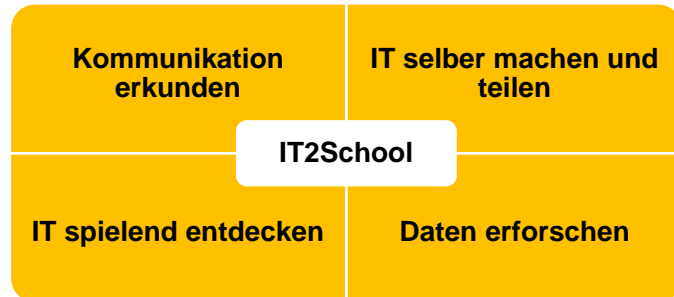 Kommunikation
erkunden
IT selber machen und
teilen
IT2School
IT spielend entdecken
Daten erforschen